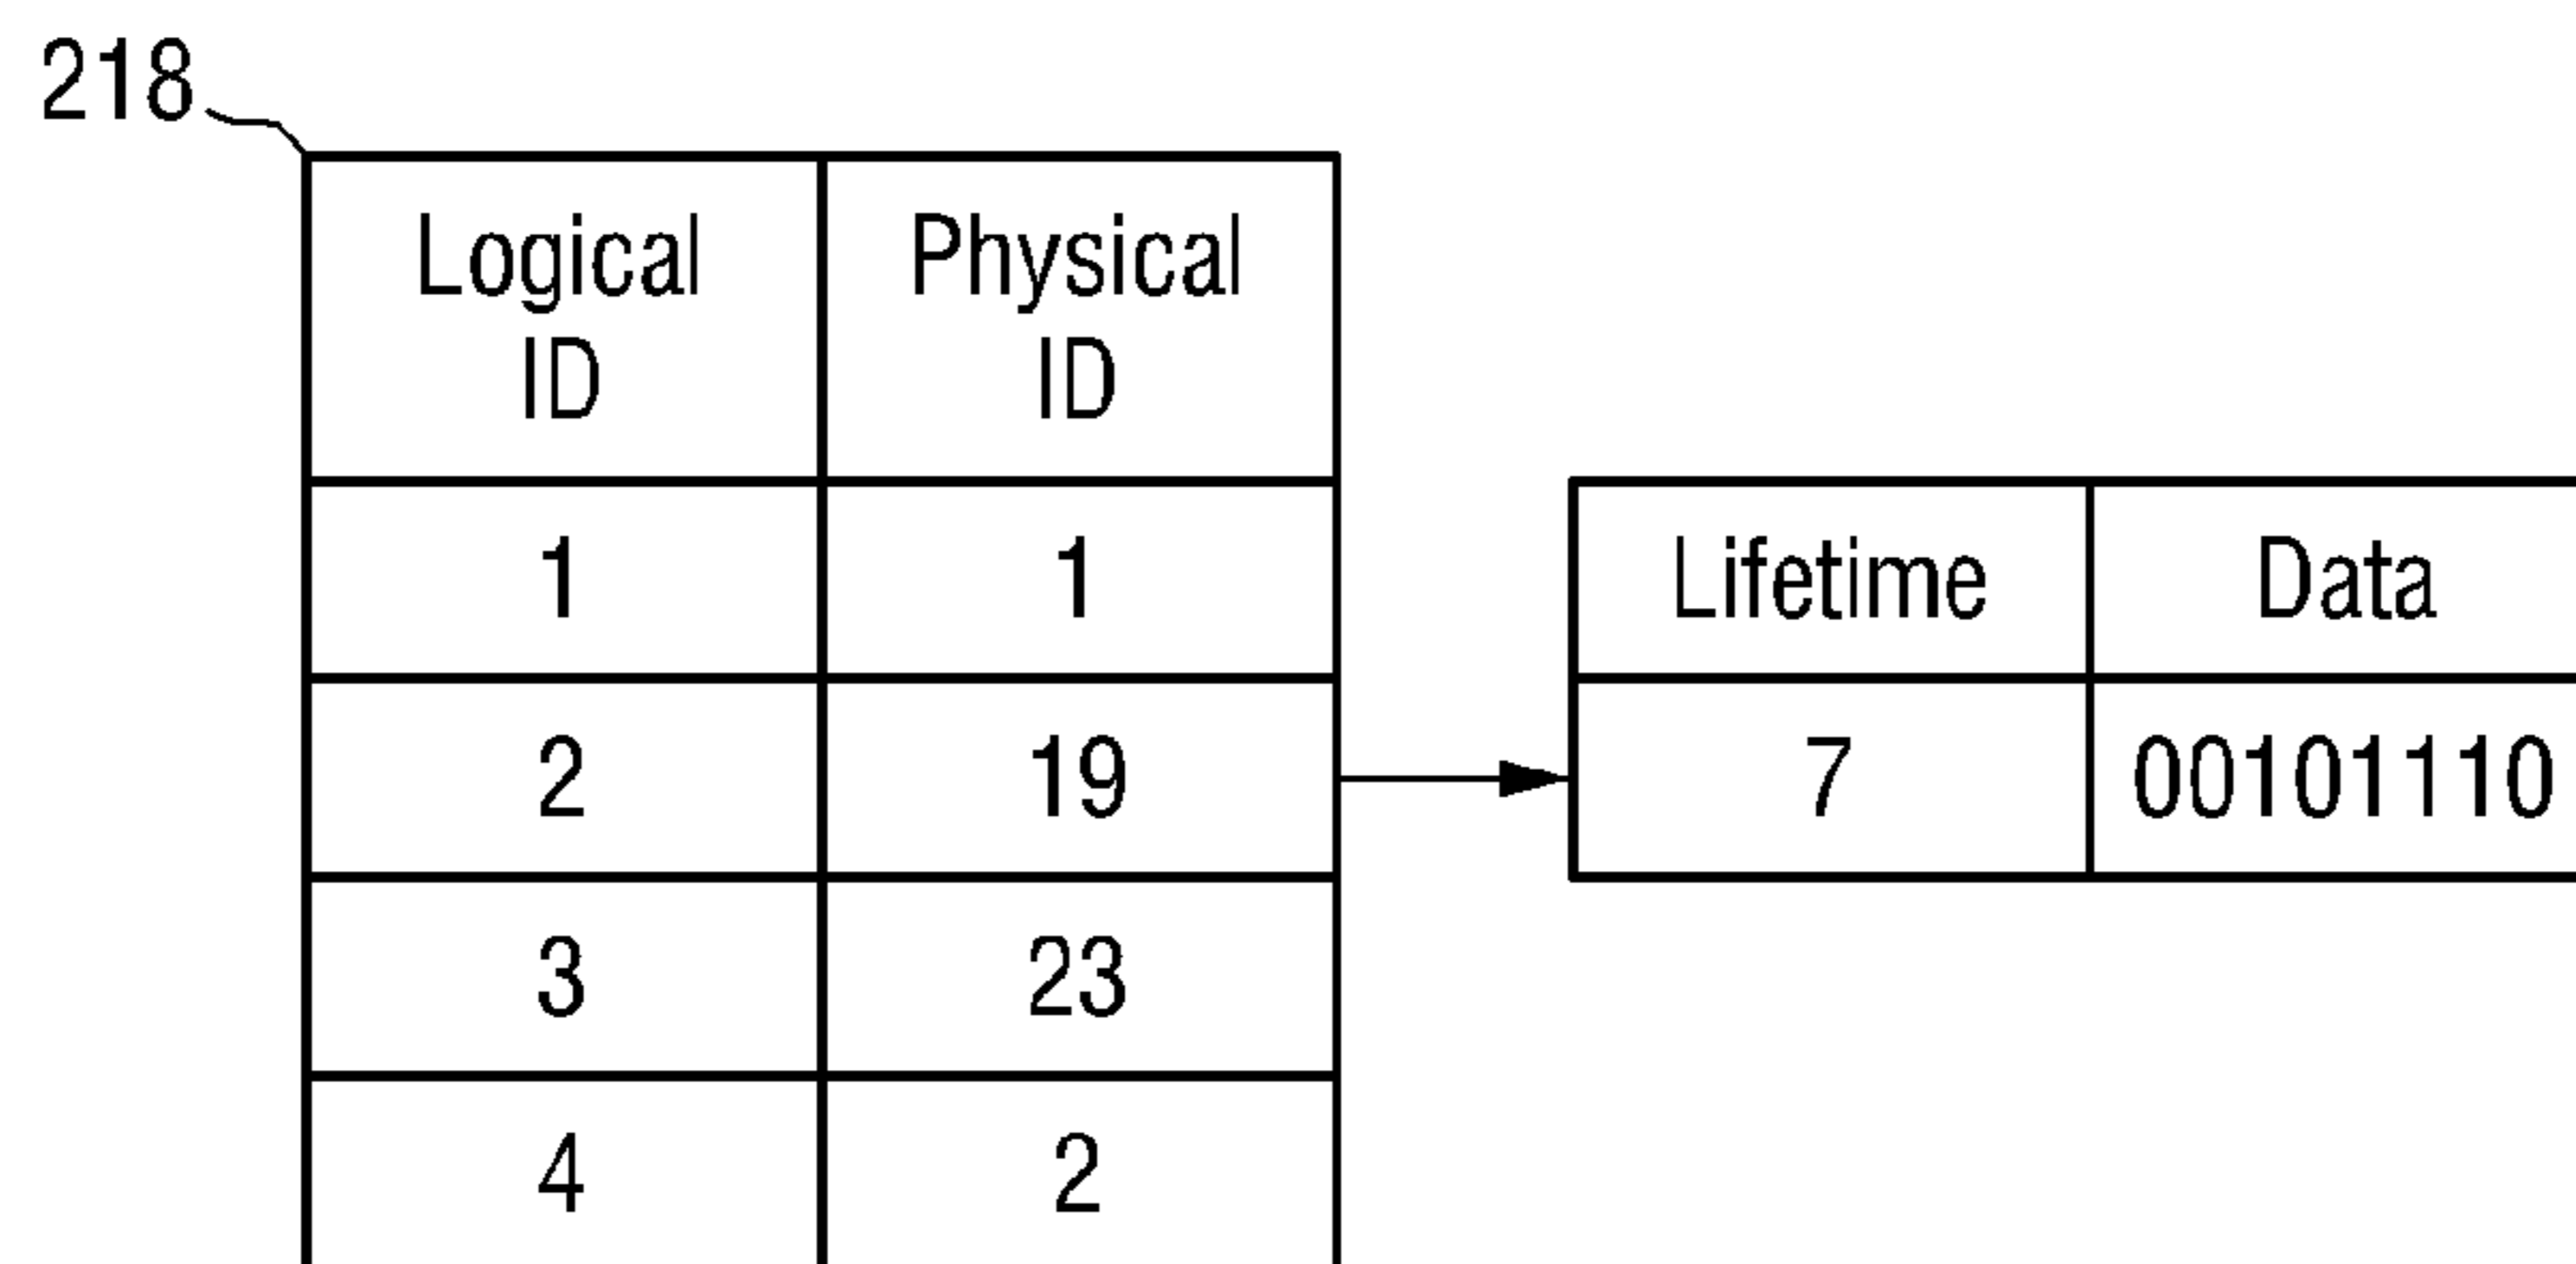 218
Logical Physical
ID ID
1 1 Lifetime Data
2 19 7 00101110
3 23
4 2